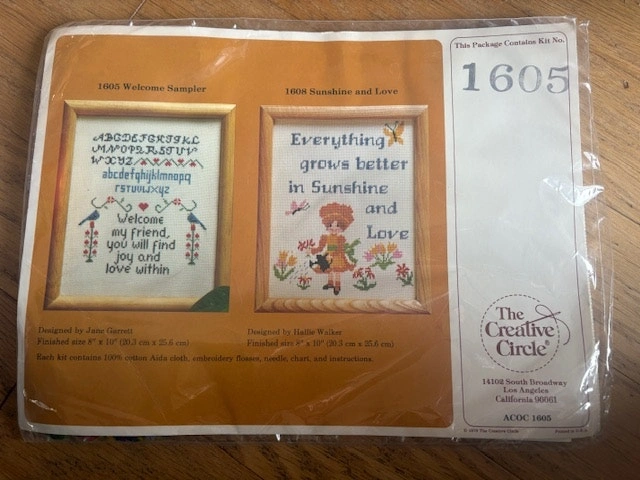 This Package Contains Kit No.
1605
1605 Welcome Sampler
1608 Sunshine and Love
ABCDEFGHIJKL
MNOPQRSTUV
WXYZ
abcdefghijklmnopq
rstuvwxyz
Welcome
my friend,
you will find
joy and
love within
Everything
grows better
in Sunshine
and
Love
Designed by June Garrett
Finished size 8" x 10" (20.3 cm x 25.6 cm)
Designed by Hallie Walker
Finished size 8" x 10" (20.3 cm x 25.6 cm)
Each kit contains 100% cotton Aida cloth, embroidery flosses, needle, chart, and instructions.
The
Creative
Circle®
14102 South Broadway
Los Angeles
California 90061
ACOC 1605
The Creative Circle
Printed in U.S.A.